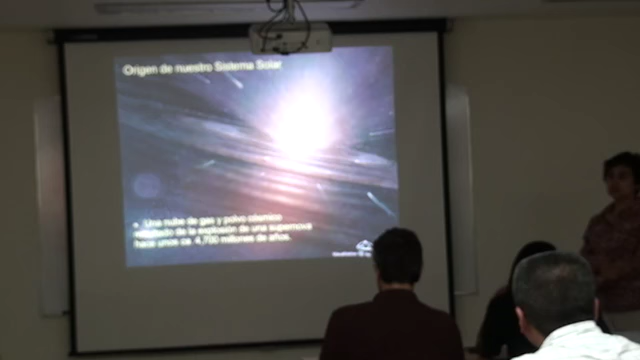 Origen de nuestro Sistema Solar
• Una nube de gas y polvo cósmico
resultado de la explosión de una supernova
hace unos ca. 4,700 millones de años.